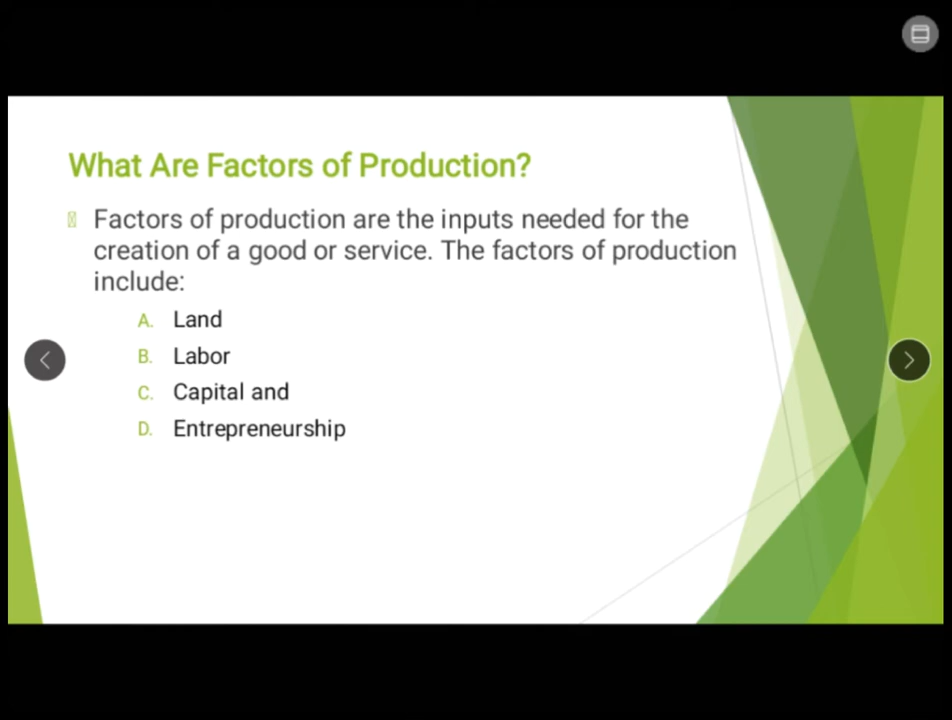 What Are Factors of Production?
Factors of production are the inputs needed for the
creation of a good or service. The factors of production
include:
A. Land
B. Labor
C. Capital and
D. Entrepreneurship